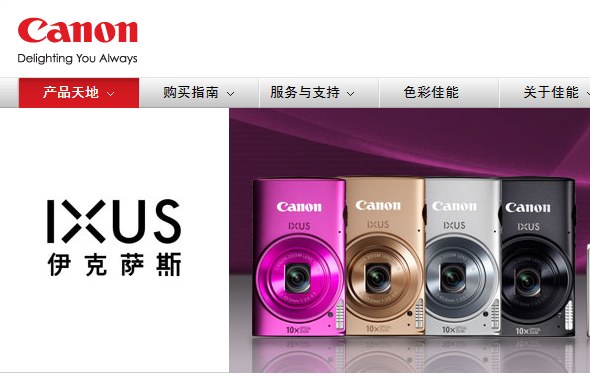 Canon
Delighting You Always
产品天地 购买指南 服务与支持 色彩佳能 关于佳能
IXUS
伊克萨斯
Canon Canon Canon Canon
IXUS IXUS IXUS IXUS
10x 10x 10x 10x